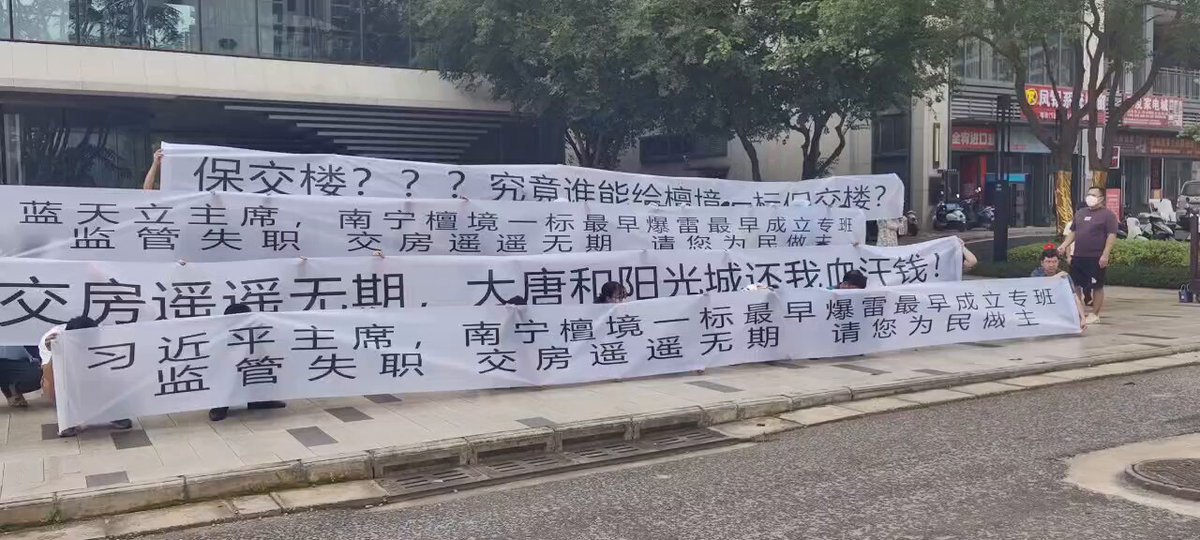 保交楼？？？究竟谁能给檀境一标保交楼？
蓝天立主席，南宁檀境一标最早爆雷最早成立专班
监管失职 交房遥遥无期 请您为民做主
交房遥遥无期，大唐和阳光城还我血汗钱！
习近平主席，南宁檀境一标最早爆雷最早成立专班
监管失职 交房遥遥无期 请您为民做主
家电城
金宵进口